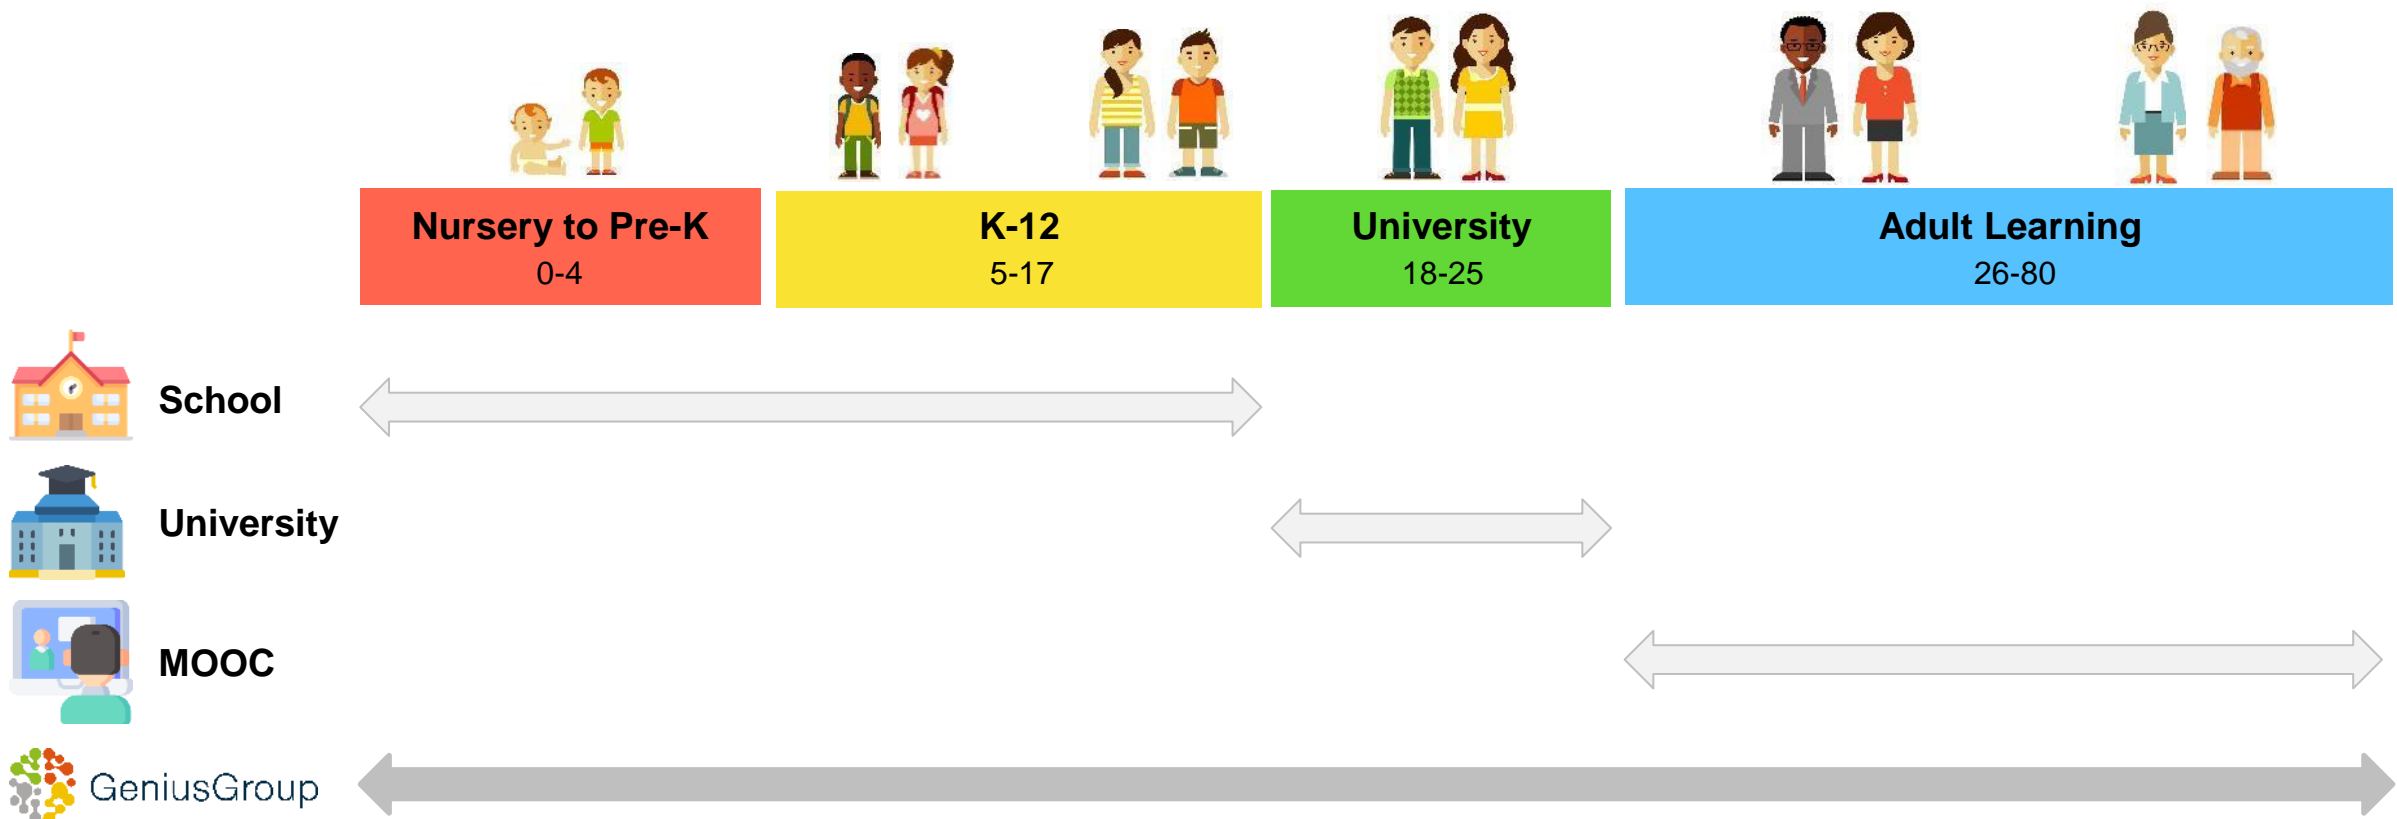 Nursery to Pre-K
0-4
K-12
5-17
University
18-25
Adult Learning
26-80
School
University
MOOC
GeniusGroup